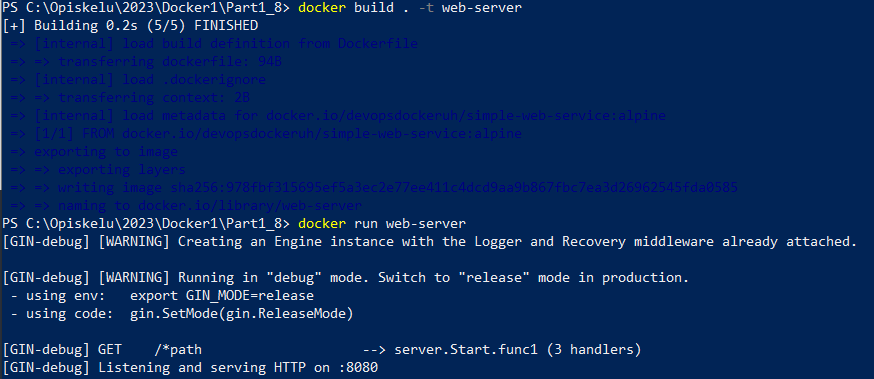 PS C:\Opiskelu\2023\Docker1\Part1_8> docker build . -t web-server
[+] Building 0.2s (5/5) FINISHED
=> [internal] load build definition from Dockerfile
=> => transferring dockerfile: 94B
=> [internal] load .dockerignore
=> => transferring context: 2B
=> [internal] load metadata for docker.io/devopsdockeruh/simple-web-service:alpine
=> [1/1] FROM docker.io/devopsdockeruh/simple-web-service:alpine
=> exporting to image
=> => exporting layers
=> => writing image sha256:978fbf315695ef5a3ec2e77ee411c4dcd9aa9b867fbc7ea3d26962545fda0585
=> => naming to docker.io/library/web-server
PS C:\Opiskelu\2023\Docker1\Part1_8> docker run web-server
[GIN-debug] [WARNING] Creating an Engine instance with the Logger and Recovery middleware already attached.
[GIN-debug] [WARNING] Running in "debug" mode. Switch to "release" mode in production.
- using env:   export GIN_MODE=release
- using code:  gin.SetMode(gin.ReleaseMode)
[GIN-debug] GET    /*path                    --> server.Start.func1 (3 handlers)
[GIN-debug] Listening and serving HTTP on :8080